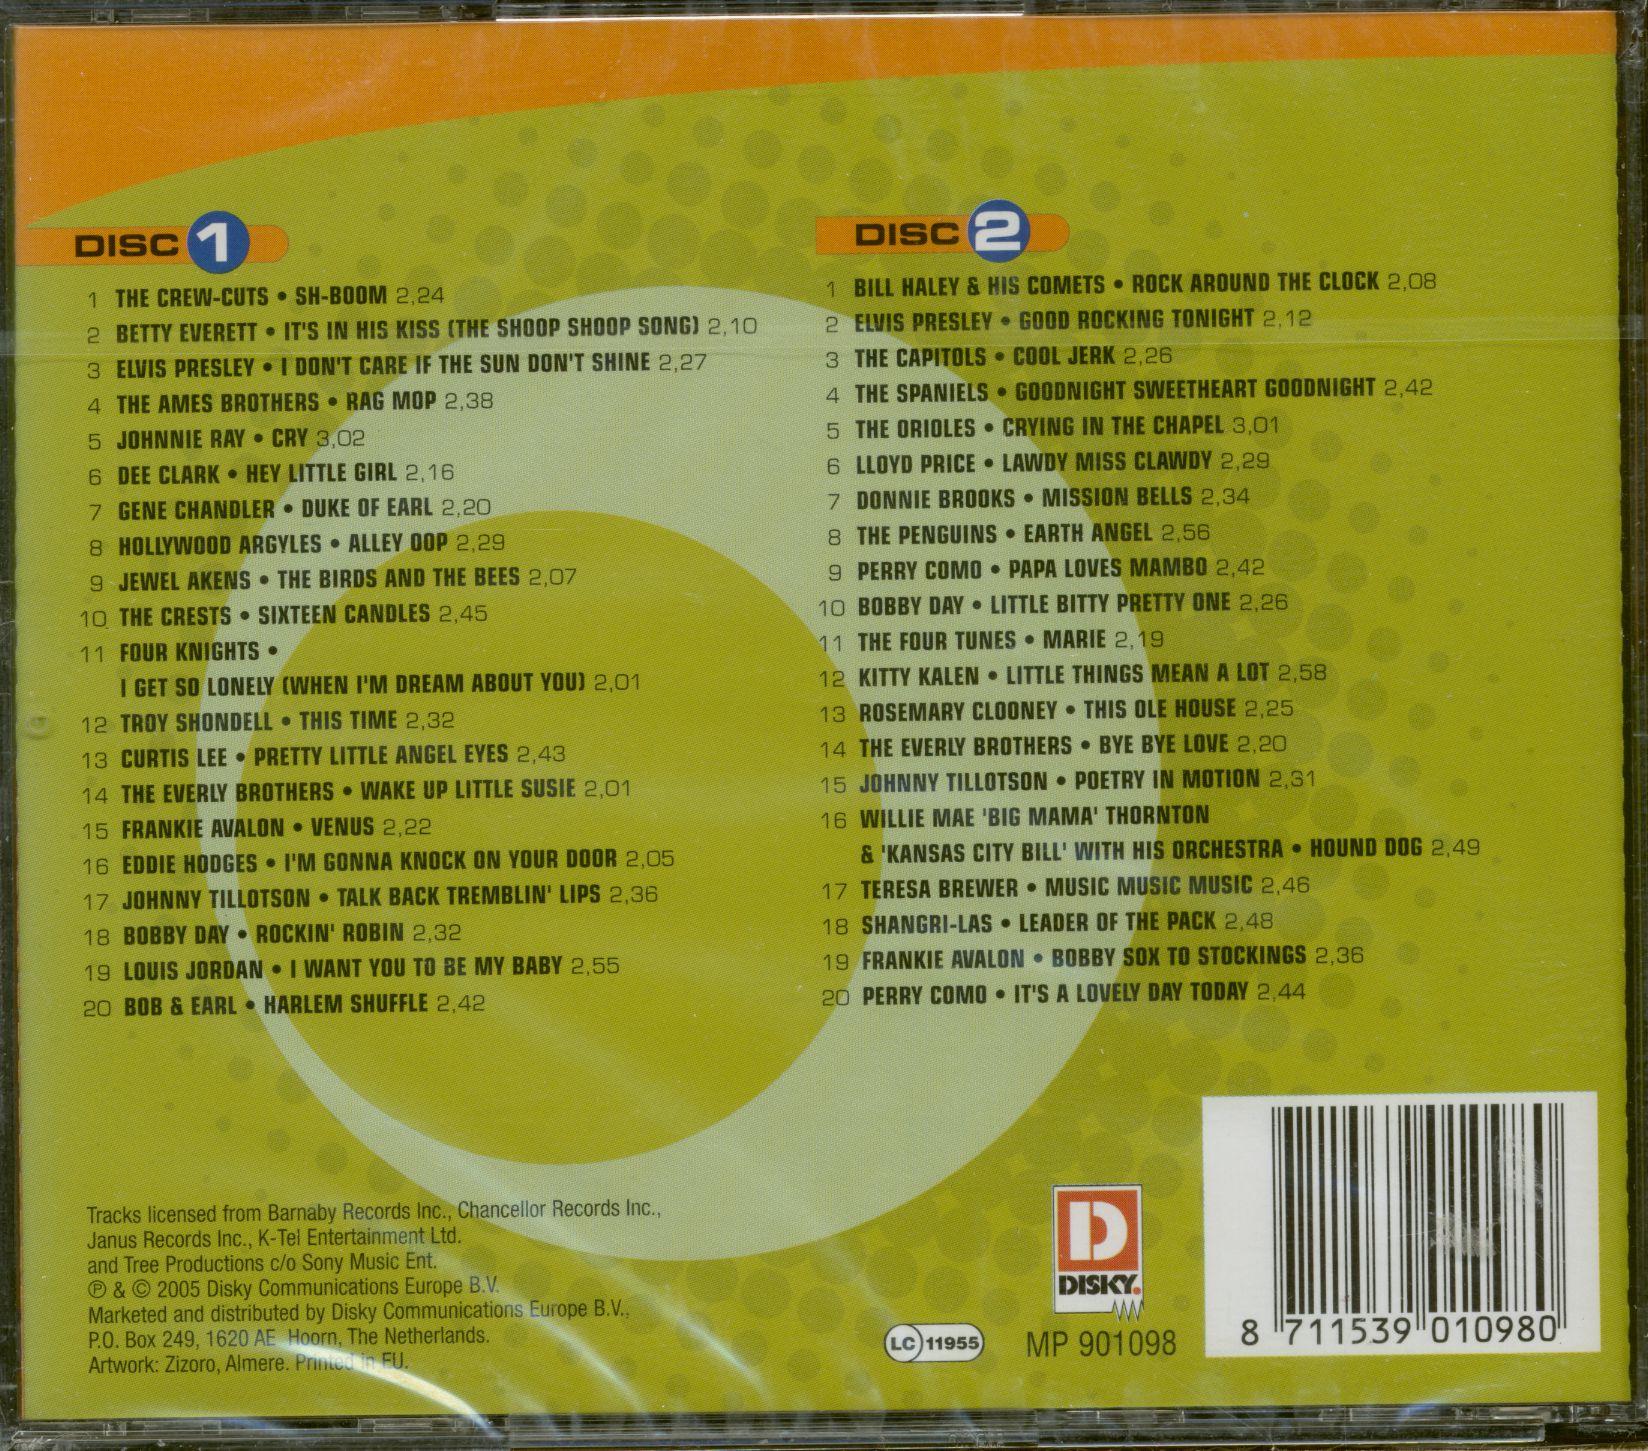 DISC 1
1 THE CREW-CUTS • SH-BOOM 2,24
2 BETTY EVERETT • IT'S IN HIS KISS (THE SHOOP SHOOP SONG) 2,10
3 ELVIS PRESLEY • I DON'T CARE IF THE SUN DON'T SHINE 2,27
4 THE AMES BROTHERS • RAG MOP 2,38
5 JOHNNIE RAY • CRY 3,02
6 DEE CLARK • HEY LITTLE GIRL 2,16
7 GENE CHANDLER • DUKE OF EARL 2,20
8 HOLLYWOOD ARGYLES • ALLEY OOP 2,29
9 JEWEL AKENS • THE BIRDS AND THE BEES 2,07
10 THE CRESTS • SIXTEEN CANDLES 2,45
11 FOUR KNIGHTS •
I GET SO LONELY (WHEN I'M DREAM ABOUT YOU) 2,01
12 TROY SHONDELL • THIS TIME 2,32
13 CURTIS LEE • PRETTY LITTLE ANGEL EYES 2,43
14 THE EVERLY BROTHERS • WAKE UP LITTLE SUSIE 2,01
15 FRANKIE AVALON • VENUS 2,22
16 EDDIE HODGES • I'M GONNA KNOCK ON YOUR DOOR 2,05
17 JOHNNY TILLOTSON • TALK BACK TREMBLIN' LIPS 2,36
18 BOBBY DAY • ROCKIN' ROBIN 2,32
19 LOUIS JORDAN • I WANT YOU TO BE MY BABY 2,55
20 BOB & EARL • HARLEM SHUFFLE 2,42
DISC 2
1 BILL HALEY & HIS COMETS • ROCK AROUND THE CLOCK 2,08
2 ELVIS PRESLEY • GOOD ROCKING TONIGHT 2,12
3 THE CAPITOLS • COOL JERK 2,26
4 THE SPANIELS • GOODNIGHT SWEETHEART GOODNIGHT 2,42
5 THE ORIOLES • CRYING IN THE CHAPEL 3,01
6 LLOYD PRICE • LAWDY MISS CLAWDY 2,29
7 DONNIE BROOKS • MISSION BELLS 2,34
8 THE PENGUINS • EARTH ANGEL 2,56
9 PERRY COMO • PAPA LOVES MAMBO 2,42
10 BOBBY DAY • LITTLE BITTY PRETTY ONE 2,26
11 THE FOUR TUNES • MARIE 2,19
12 KITTY KALEN • LITTLE THINGS MEAN A LOT 2,58
13 ROSEMARY CLOONEY • THIS OLE HOUSE 2,25
14 THE EVERLY BROTHERS • BYE BYE LOVE 2,20
15 JOHNNY TILLOTSON • POETRY IN MOTION 2,31
16 WILLIE MAE 'BIG MAMA' THORNTON
& 'KANSAS CITY BILL' WITH HIS ORCHESTRA • HOUND DOG 2,49
17 TERESA BREWER • MUSIC MUSIC MUSIC 2,46
18 SHANGRI-LAS • LEADER OF THE PACK 2,48
19 FRANKIE AVALON • BOBBY SOX TO STOCKINGS 2,36
20 PERRY COMO • IT'S A LOVELY DAY TODAY 2,44
Tracks licensed from Barnaby Records Inc., Chancellor Records Inc.,
Janus Records Inc., K-Tel Entertainment Ltd.
and Tree Productions c/o Sony Music Ent.
℗ & © 2005 Disky Communications Europe B.V.
Marketed and distributed by Disky Communications Europe B.V.,
P.O. Box 249, 1620 AE Hoorn, The Netherlands.
Artwork: Zizoro, Almere. Printed in EU.
D
DISKY.
LC 11955
MP 901098
8 711539 010980